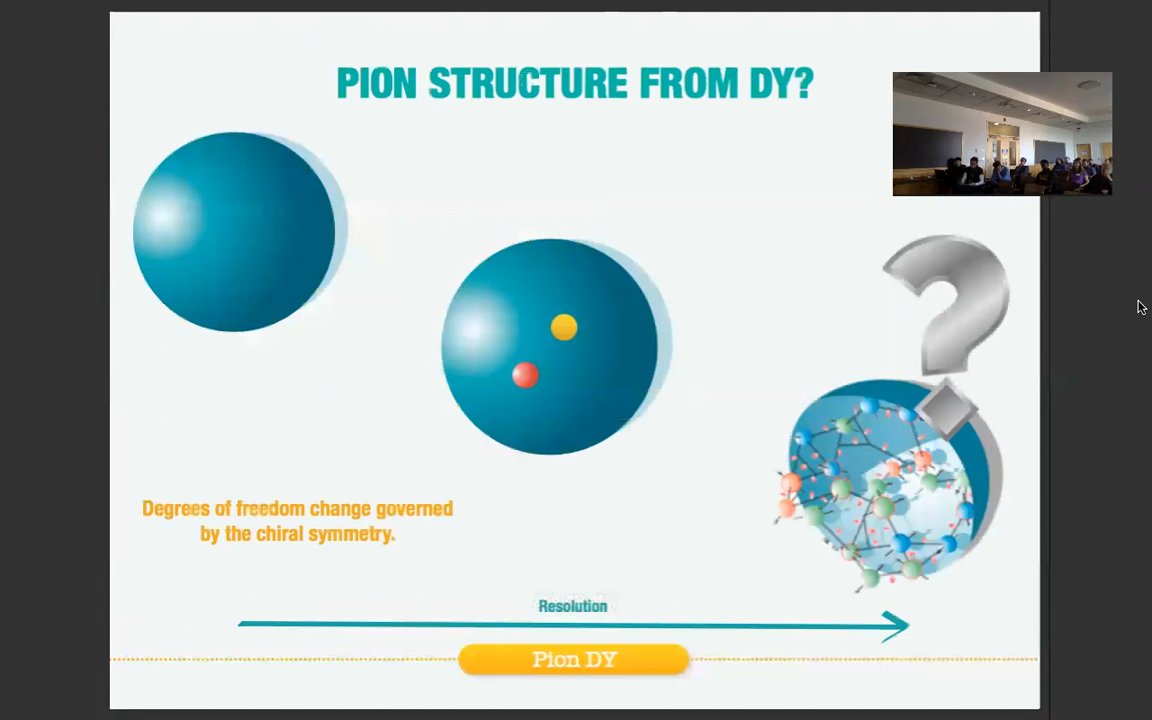 PION STRUCTURE FROM DY?
Degrees of freedom change governed
by the chiral symmetry.
Resolution
Pion DY